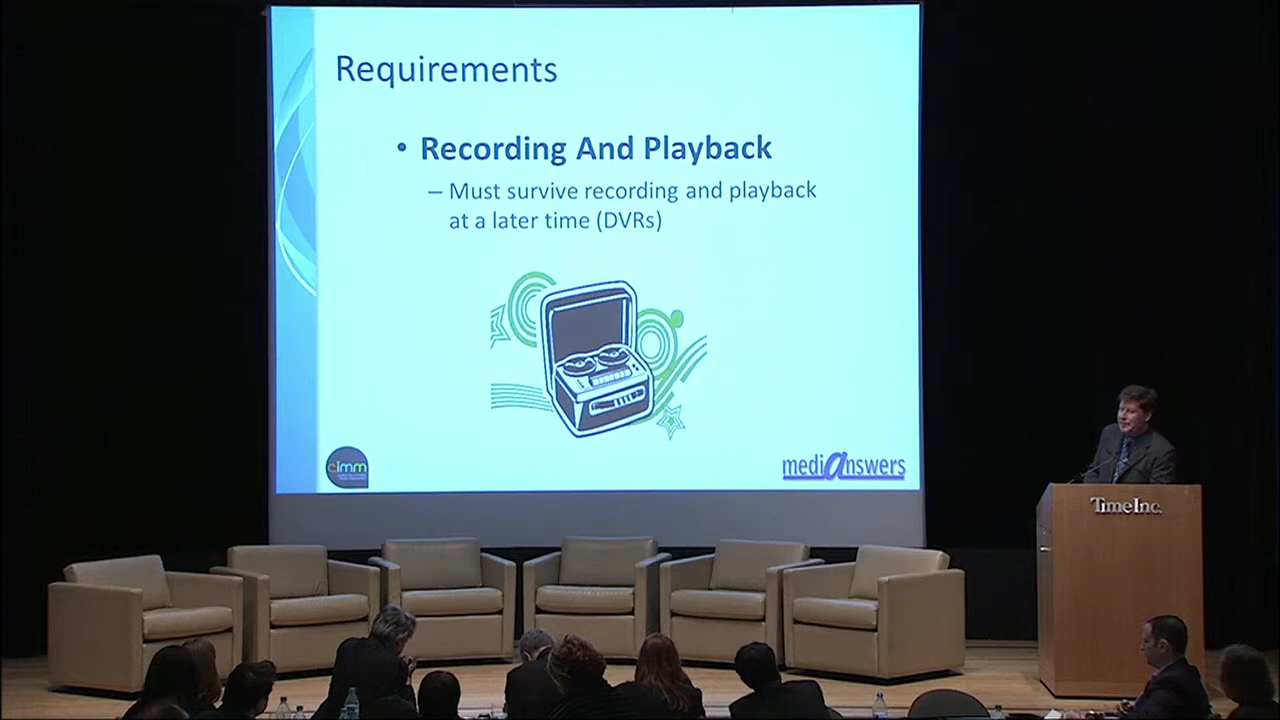 Requirements
• Recording And Playback
– Must survive recording and playback
at a later time (DVRs)
cimm
mediAnswers
TimeInc.